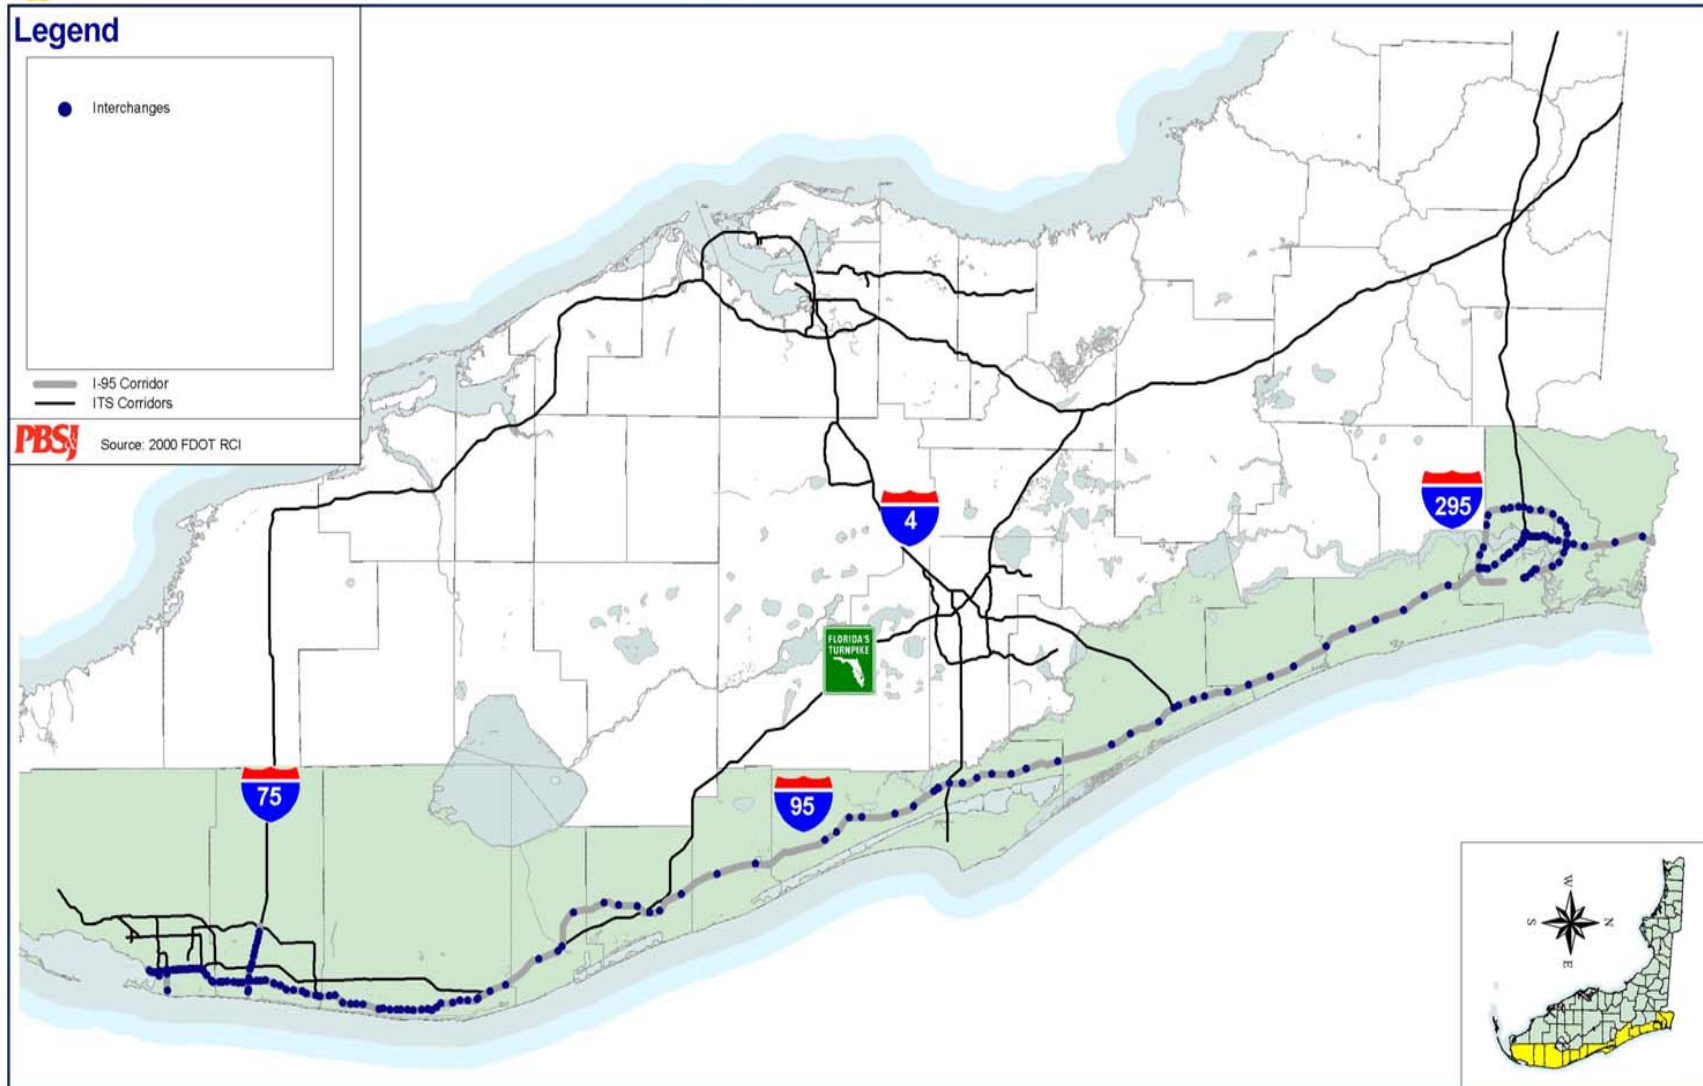 Legend
Interchanges
I-95 Corridor
ITS Corridors
PBSJ Source: 2000 FDOT RCI
295
4
FLORIDA'S
TURNPIKE
75
95
W
S N
E